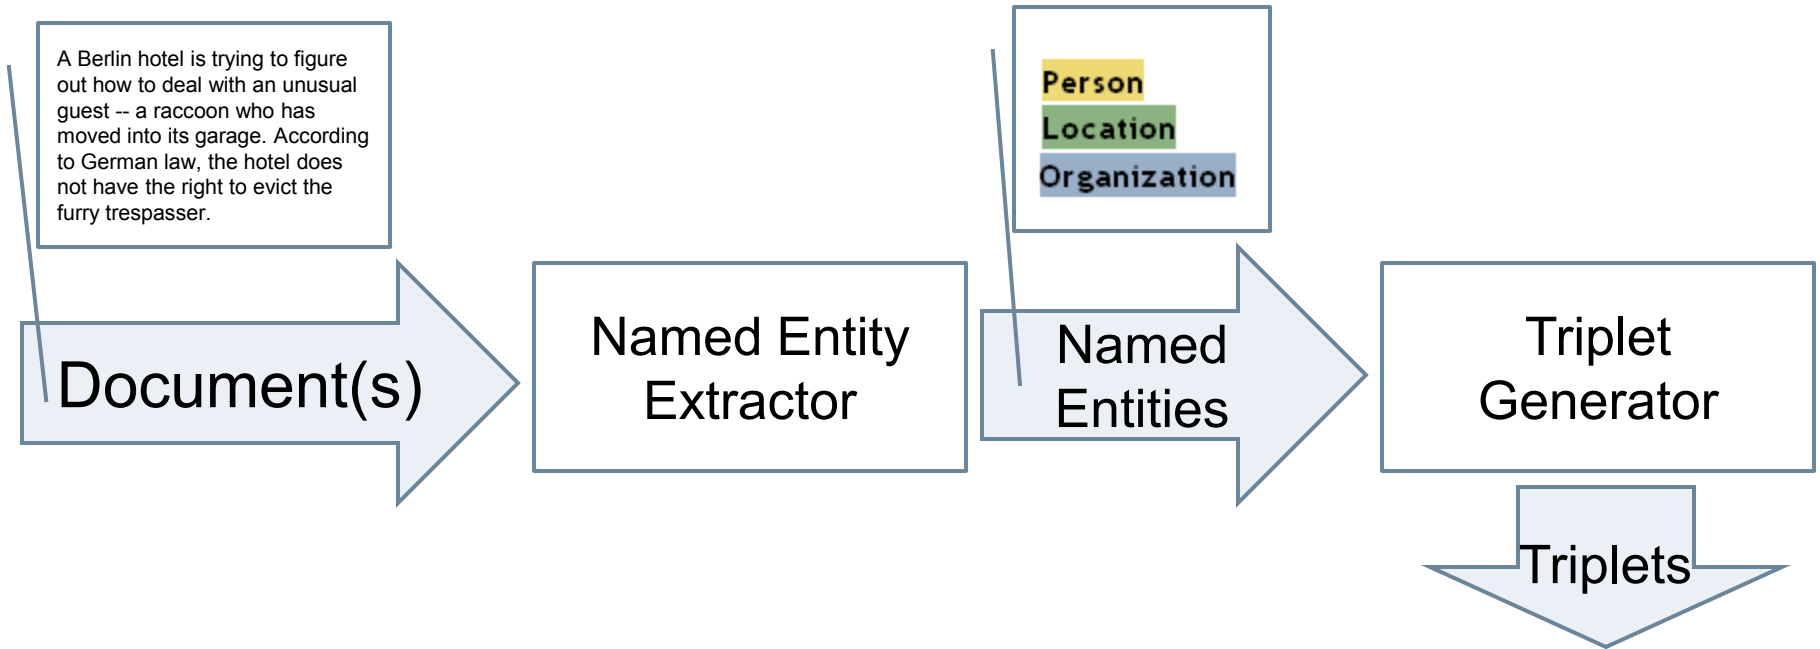 A Berlin hotel is trying to figure
out how to deal with an unusual
guest -- a raccoon who has
moved into its garage. According
to German law, the hotel does
not have the right to evict the
furry trespasser.
Document(s)
Named Entity
Extractor
Person
Location
Organization
Named
Entities
Triplet
Generator
Triplets